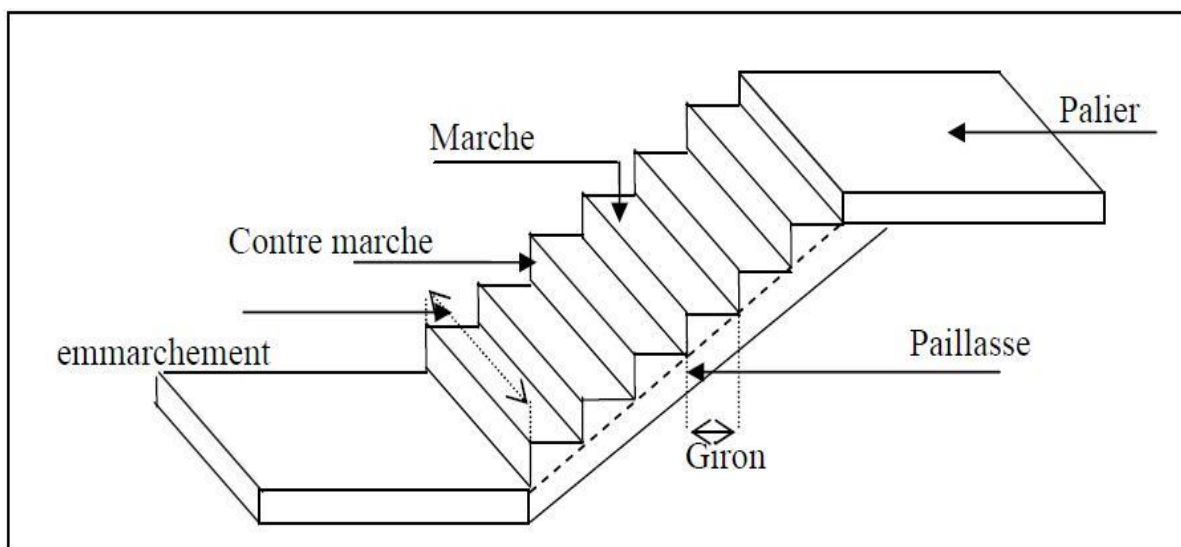 Palier
Marche
Contre marche
emmarchement
Paillasse
Giron